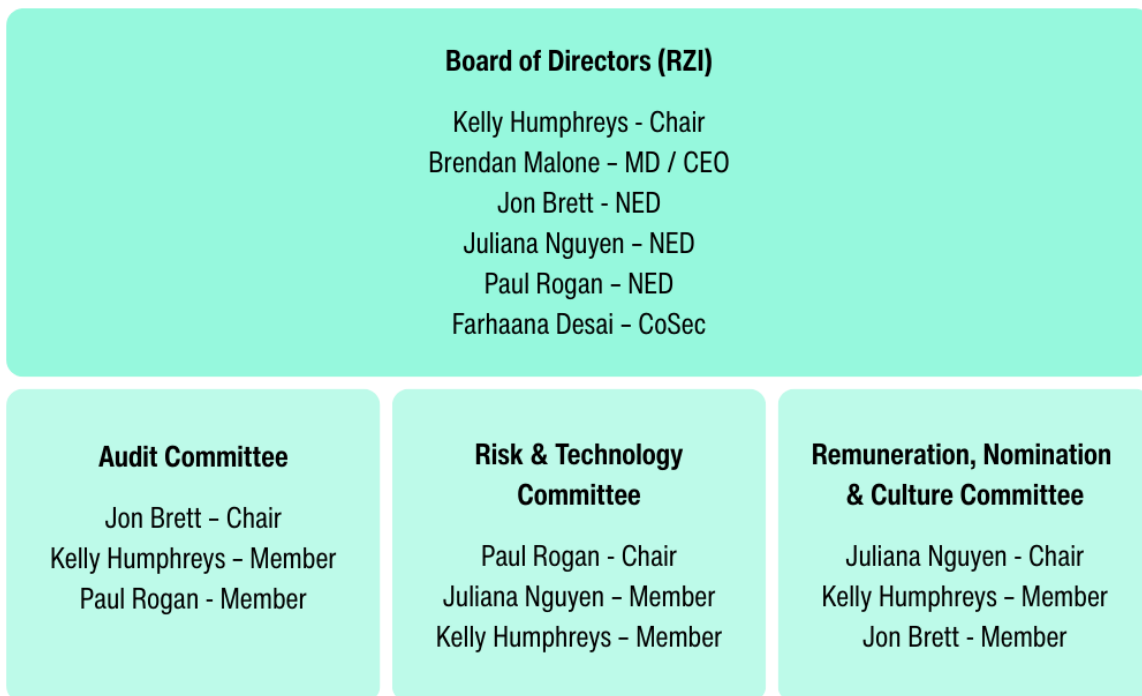 Board of Directors (RZI)
Kelly Humphreys - Chair
Brendan Malone – MD / CEO
Jon Brett - NED
Juliana Nguyen – NED
Paul Rogan – NED
Farhaana Desai – CoSec
Audit Committee
Jon Brett – Chair
Kelly Humphreys – Member
Paul Rogan - Member
Risk & Technology
Committee
Paul Rogan - Chair
Juliana Nguyen – Member
Kelly Humphreys – Member
Remuneration, Nomination
& Culture Committee
Juliana Nguyen - Chair
Kelly Humphreys – Member
Jon Brett - Member